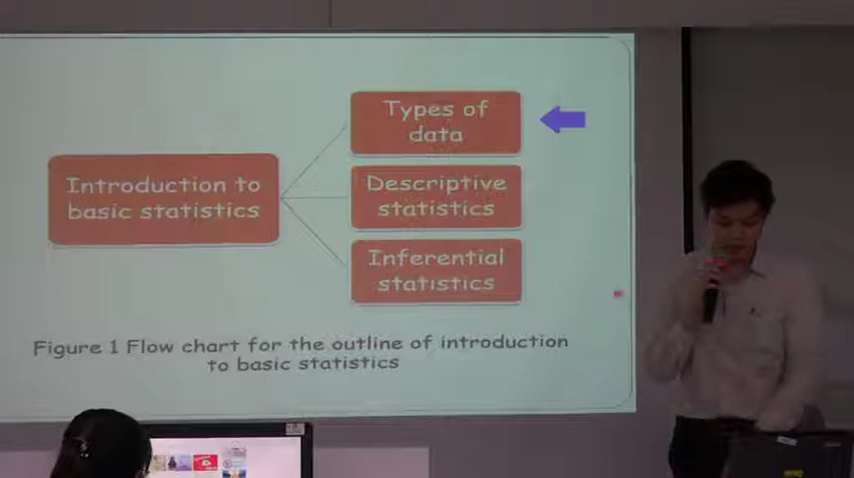 Introduction to
basic statistics
Types of
data
Descriptive
statistics
Inferential
statistics
Figure 1 Flow chart for the outline of introduction
to basic statistics